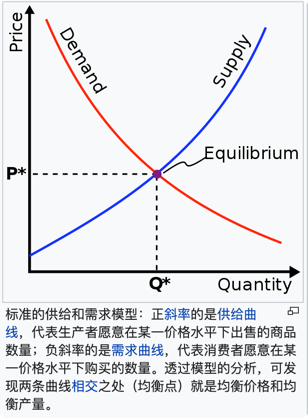 Price
Demand
Supply
Equilibrium
P*
Q*
Quantity
标准的供给和需求模型：正斜率的是供给曲
线，代表生产者愿意在某一价格水平下出售的商品
数量；负斜率的是需求曲线，代表消费者愿意在某
一价格水平下购买的数量。透过模型的分析，可发
现两条曲线相交之处（均衡点）就是均衡价格和均
衡产量。